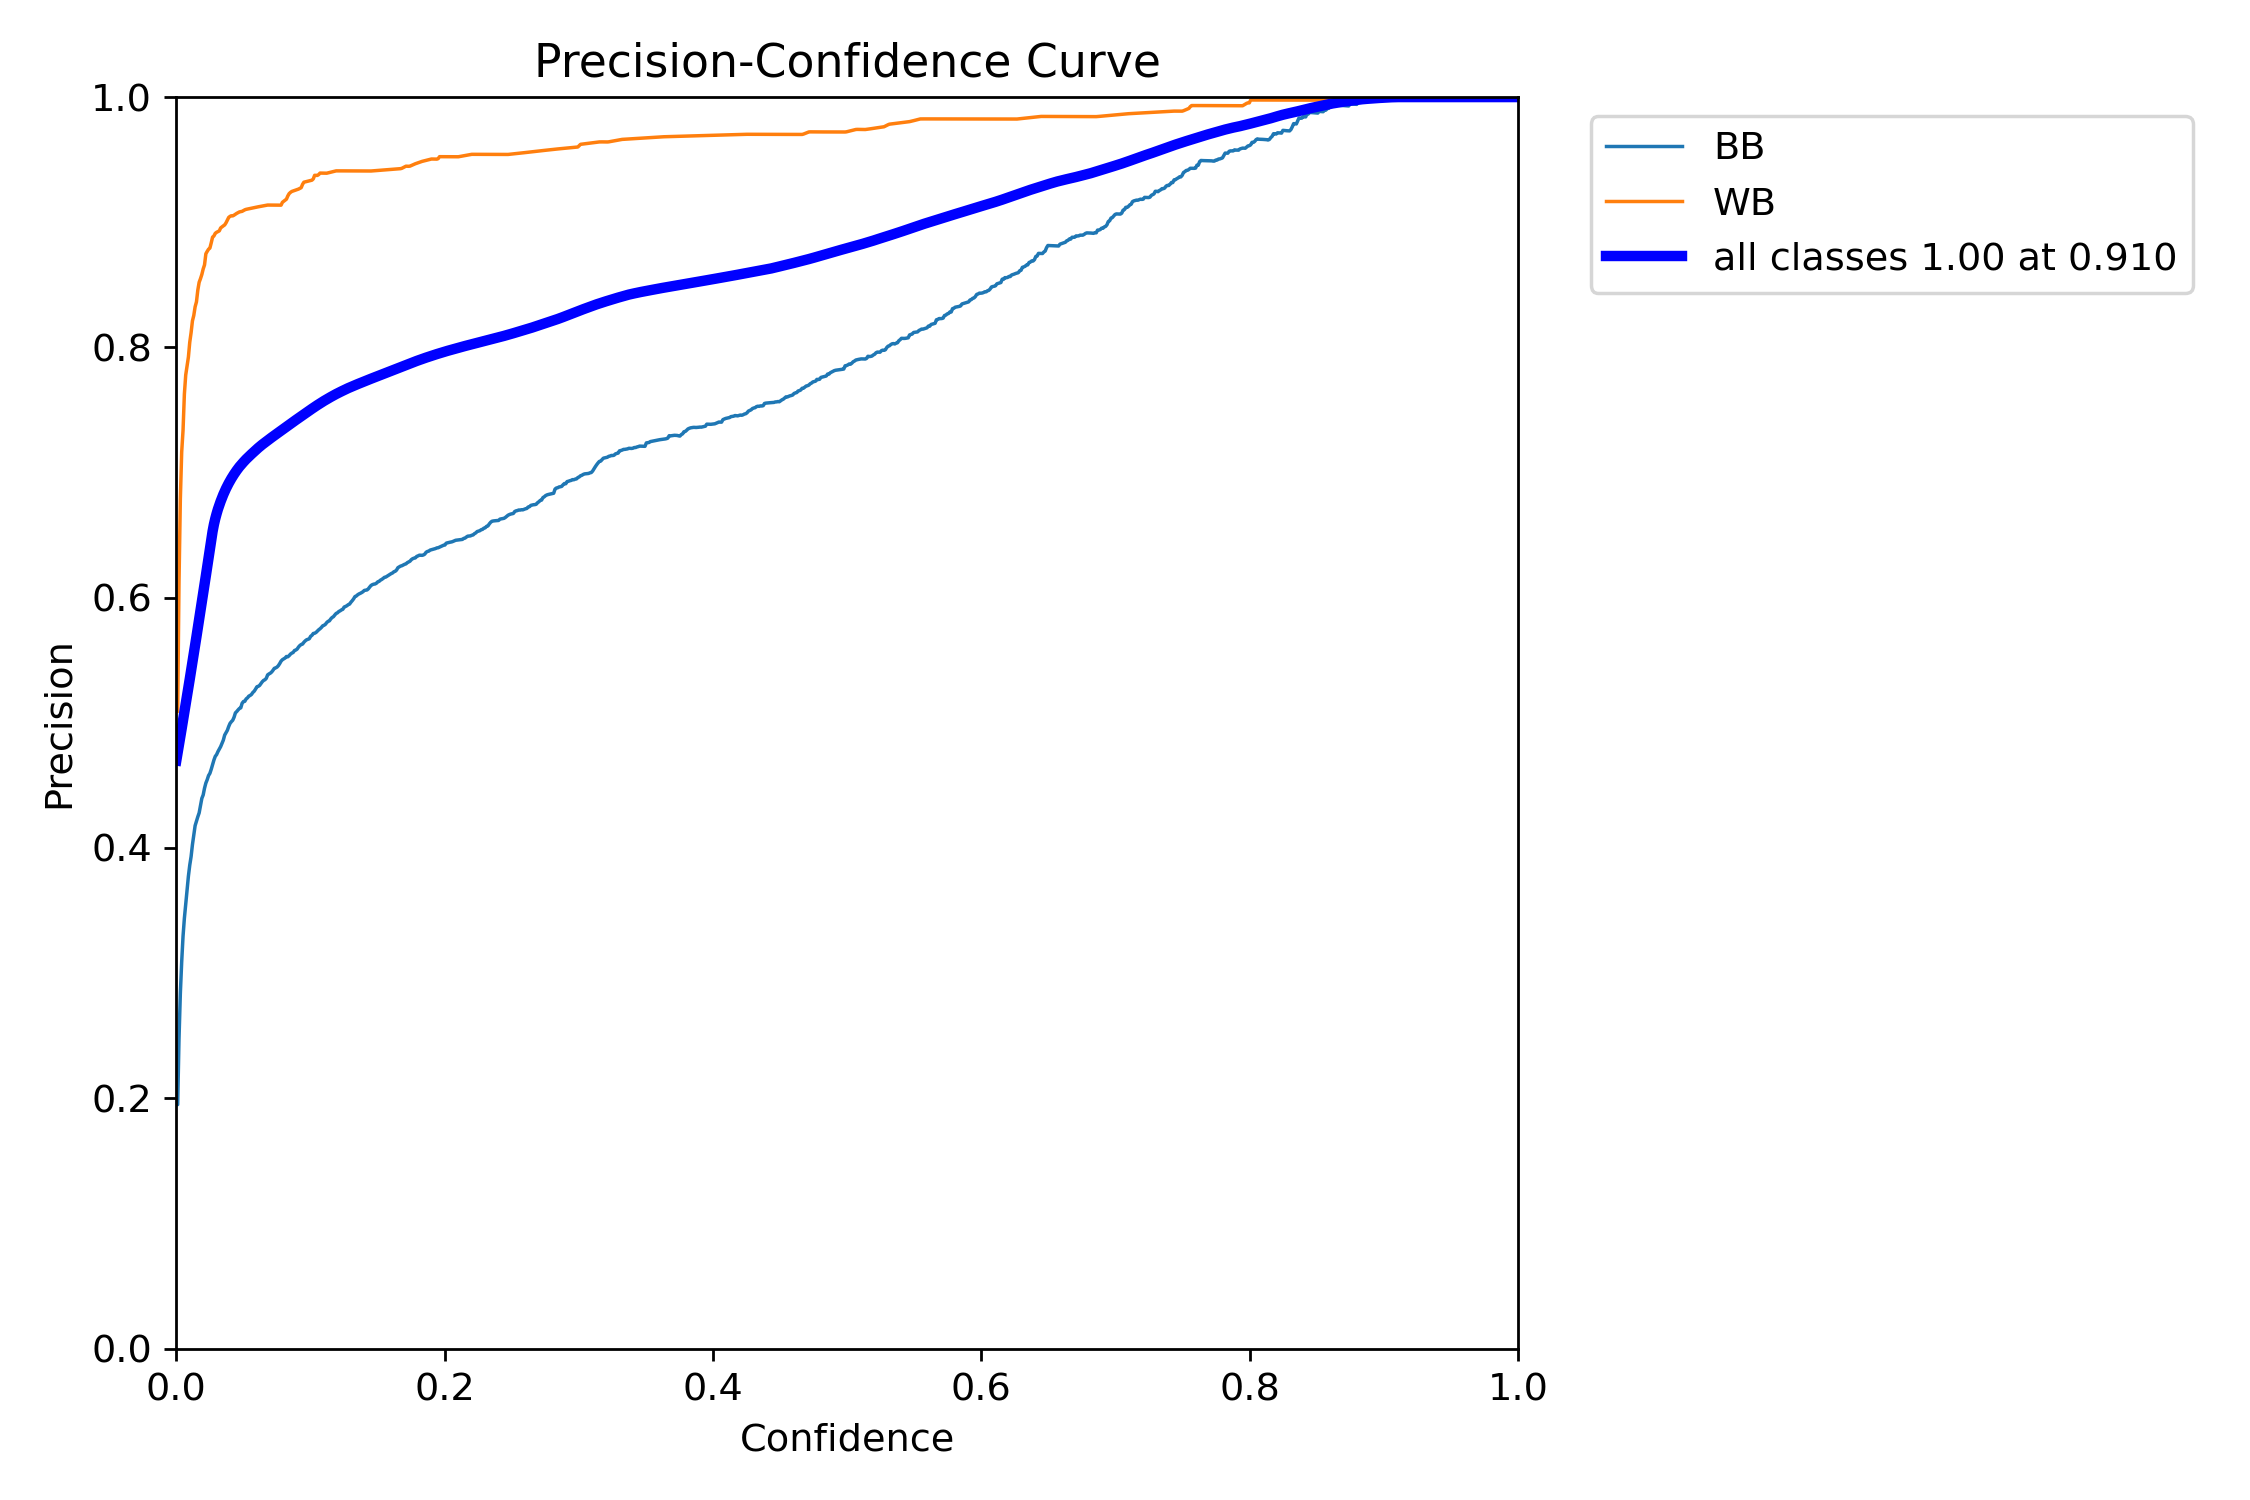 Precision-Confidence Curve
1.0
0.8
0.6
0.4
0.2
0.0
Precision
0.0 0.2 0.4 0.6 0.8 1.0
Confidence
BB
WB
all classes 1.00 at 0.910